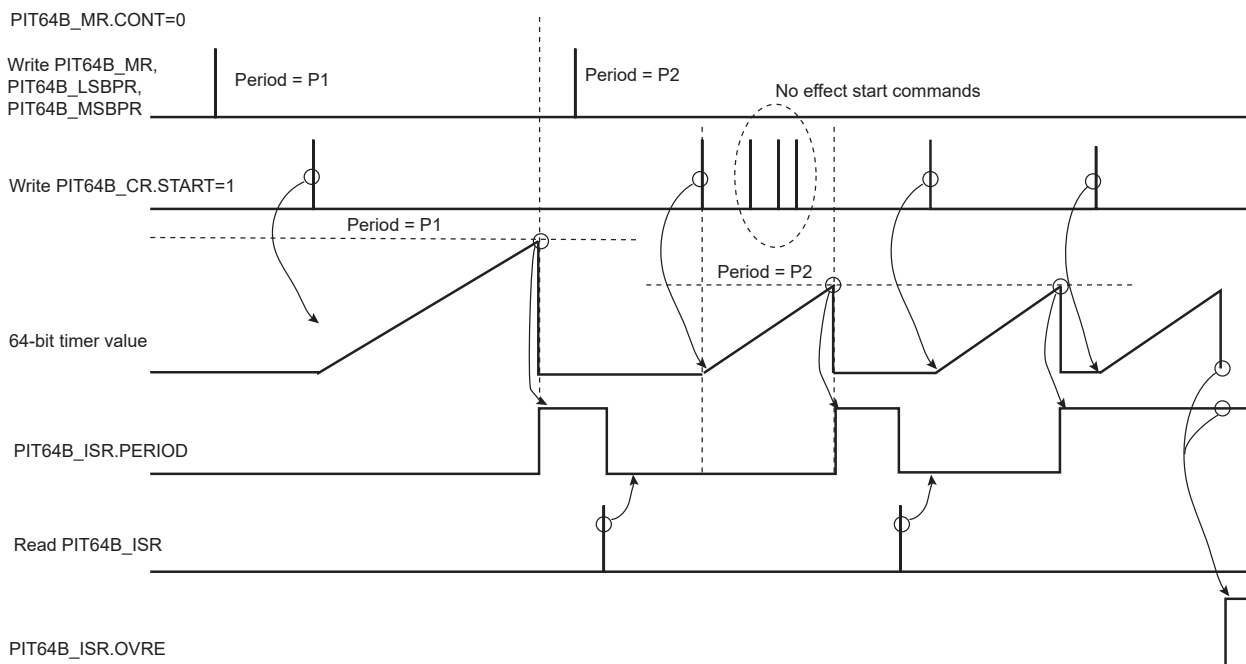 PIT64B_MR.CONT=0
Write PIT64B_MR,
PIT64B_LSBPR,
PIT64B_MSBPR
Period = P1
Period = P2
No effect start commands
Write PIT64B_CR.START=1
Period = P1
Period = P2
64-bit timer value
PIT64B_ISR.PERIOD
Read PIT64B_ISR
PIT64B_ISR.OVRE